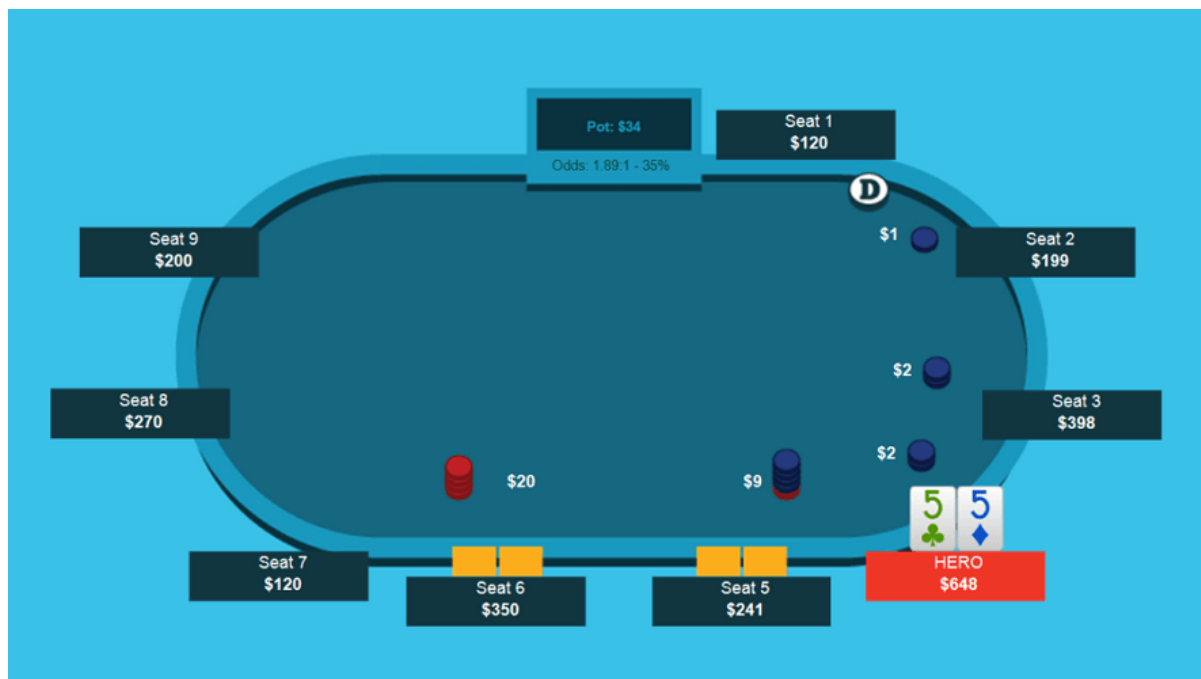 Pot: $34
Odds: 1.89:1 - 35%
Seat 1
$120
D
$1
Seat 2
$199
Seat 9
$200
$2
Seat 3
$398
Seat 8
$270
$2
$20
$9
5 5
HERO
$648
Seat 7
$120
Seat 6
$350
Seat 5
$241